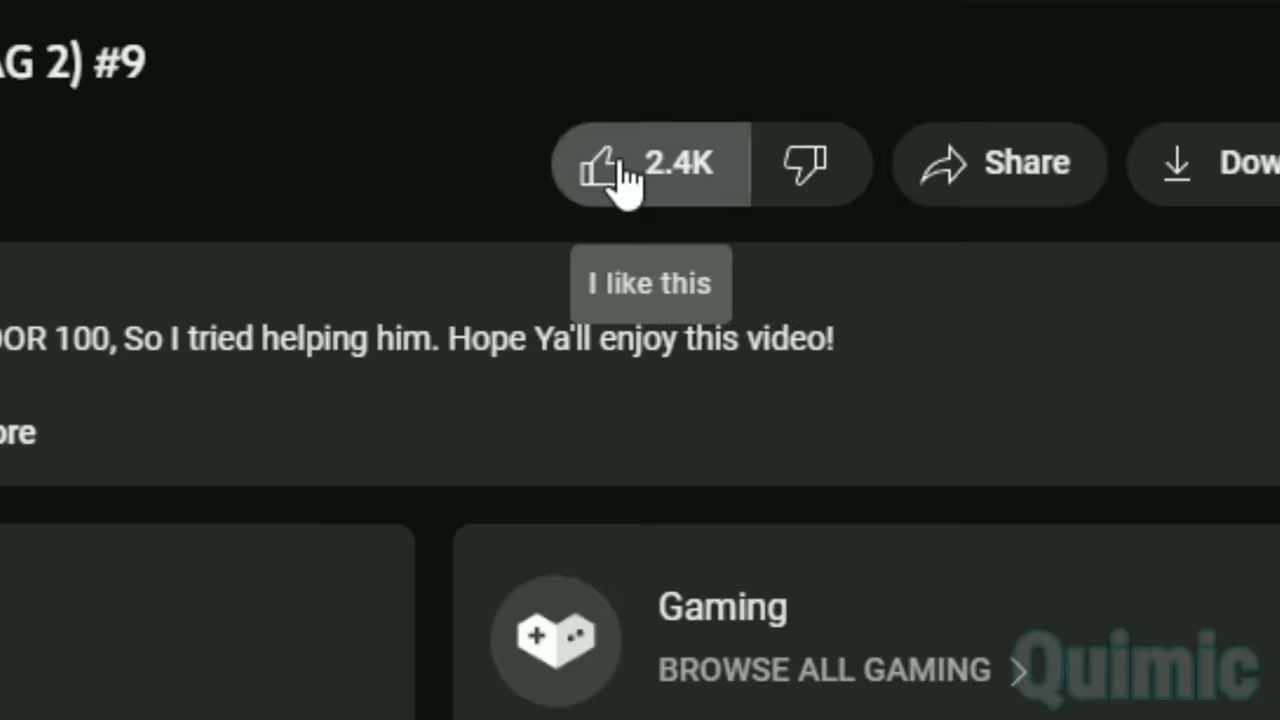 AG 2) #9
2.4K
Share
Dow
I like this
OOR 100, So I tried helping him. Hope Ya'll enjoy this video!
ore
Gaming
BROWSE ALL GAMING
Quimic